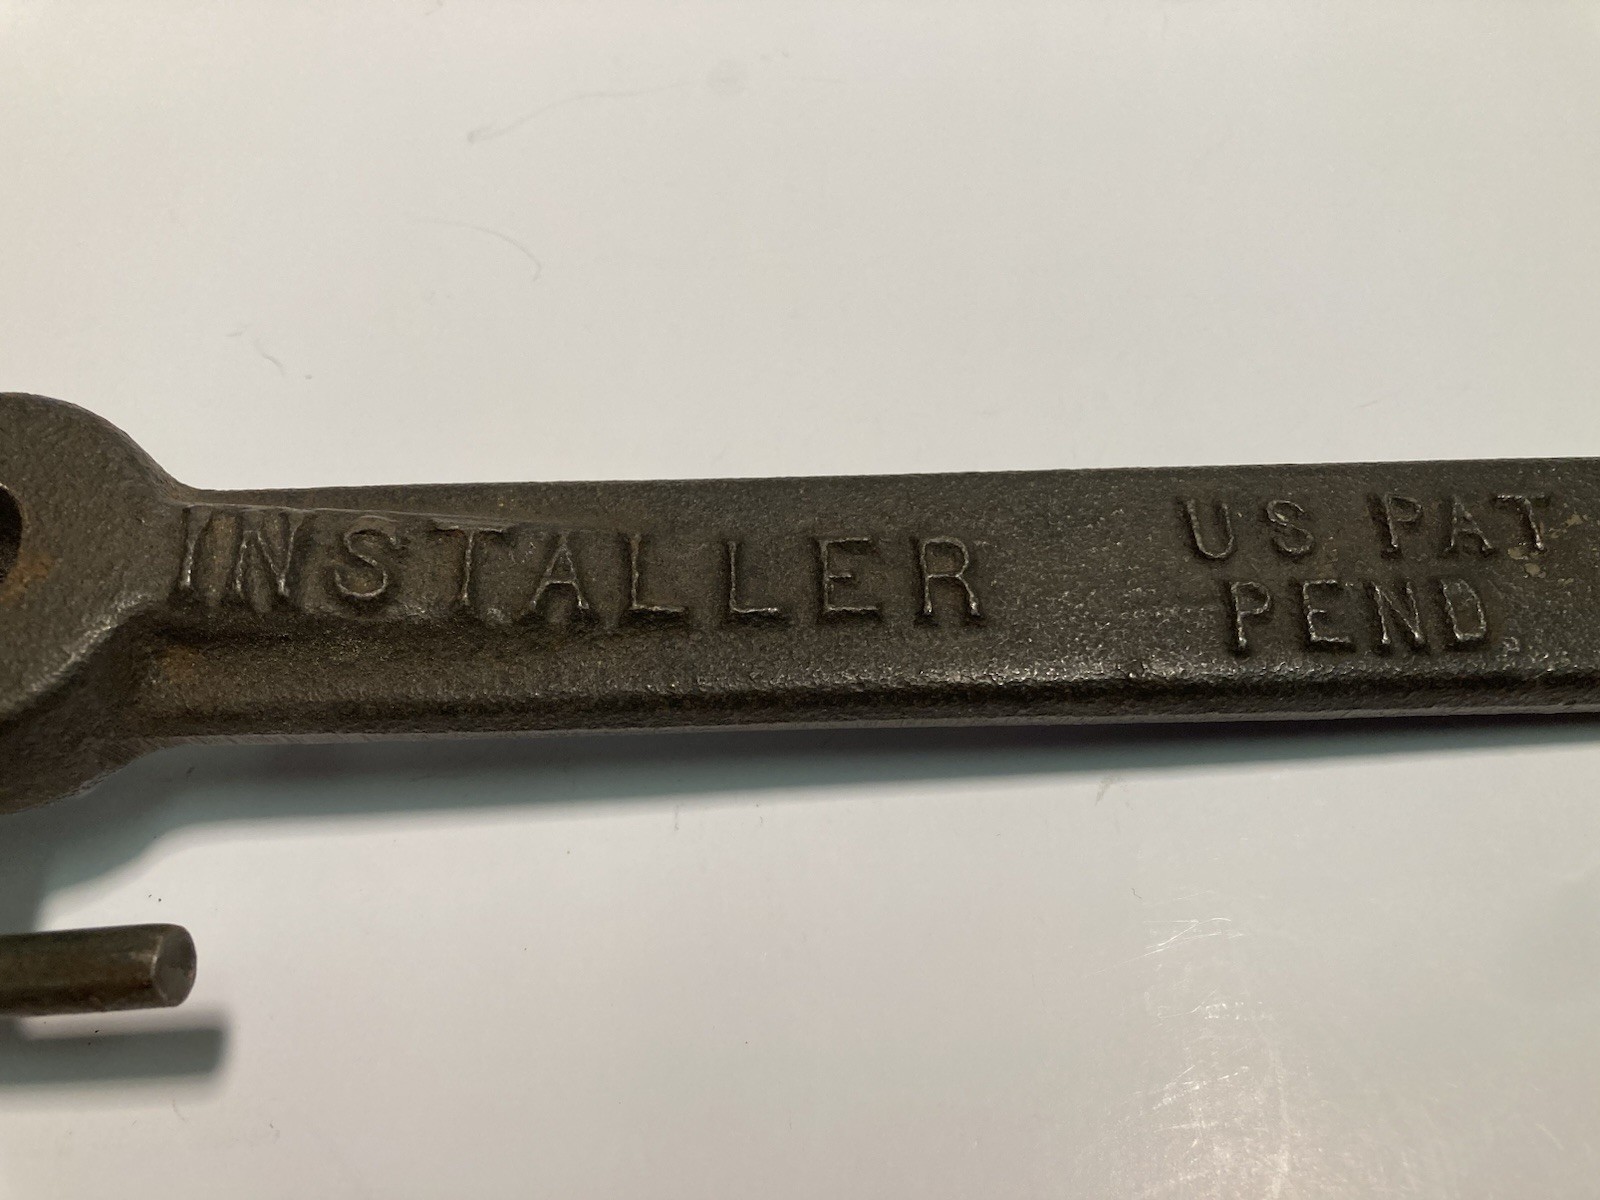 INSTALLER
US PAT
PEND.